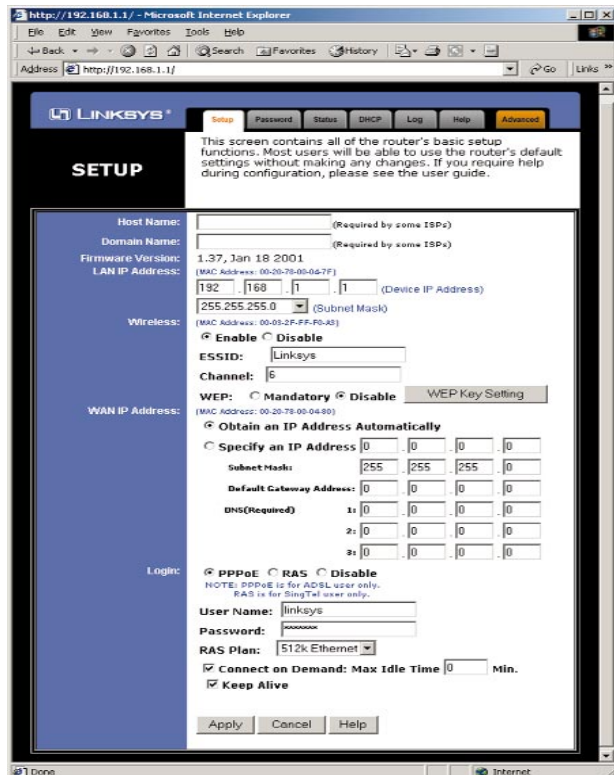 http://192.168.1.1/ - Microsoft Internet Explorer
File Edit View Favorites Tools Help
Back Search Favorites History
Address http://192.168.1.1/ Go Links »
LINKSYS®
Setup Password Status DHCP Log Help Advanced
SETUP
This screen contains all of the router's basic setup
functions. Most users will be able to use the router's default
settings without making any changes. If you require help
during configuration, please see the user guide.
Host Name: (Required by some ISPs)
Domain Name: (Required by some ISPs)
Firmware Version: 1.37, Jan 18 2001
LAN IP Address: (MAC Address: 00-20-78-00-04-7F)
192 . 168 . 1 . 1 (Device IP Address)
255.255.255.0 (Subnet Mask)
Wireless: (MAC Address: 00-03-2F-FF-F0-A3)
Enable Disable
ESSID: Linksys
Channel: 6
WEP: Mandatory Disable WEP Key Setting
WAN IP Address: (MAC Address: 00-20-78-00-04-80)
Obtain an IP Address Automatically
Specify an IP Address 0 . 0 . 0 . 0
Subnet Mask: 255 . 255 . 255 . 0
Default Gateway Address: 0 . 0 . 0 . 0
DNS(Required) 1: 0 . 0 . 0 . 0
2: 0 . 0 . 0 . 0
3: 0 . 0 . 0 . 0
Login: PPPoE RAS Disable
NOTE: PPPoE is for ADSL user only.
RAS is for SingTel user only.
User Name: linksys
Password: *******
RAS Plan: 512k Ethernet
Connect on Demand: Max Idle Time 0 Min.
Keep Alive
Apply Cancel Help
Done Internet